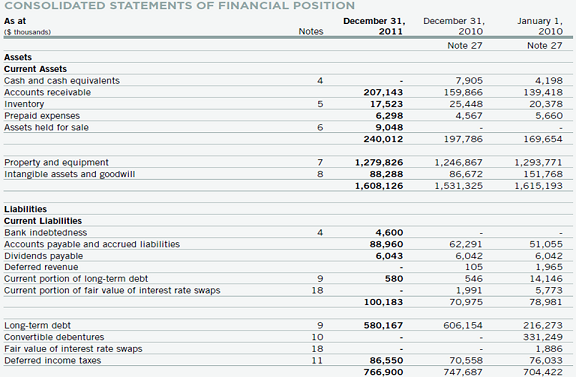 CONSOLIDATED STATEMENTS OF FINANCIAL POSITION
As at December 31, December 31, January 1,
($ thousands) Notes 2011 2010 2010
Note 27 Note 27
Assets
Current Assets
Cash and cash equivalents 4 - 7,905 4,198
Accounts receivable 207,143 159,866 139,418
Inventory 5 17,523 25,448 20,378
Prepaid expenses 6,298 4,567 5,660
Assets held for sale 6 9,048 - -
240,012 197,786 169,654
Property and equipment 7 1,279,826 1,246,867 1,293,771
Intangible assets and goodwill 8 88,288 86,672 151,768
1,608,126 1,531,325 1,615,193
Liabilities
Current Liabilities
Bank indebtedness 4 4,600 - -
Accounts payable and accrued liabilities 88,960 62,291 51,055
Dividends payable 6,043 6,042 6,042
Deferred revenue - 105 1,965
Current portion of long-term debt 9 580 546 14,146
Current portion of fair value of interest rate swaps 18 - 1,991 5,773
100,183 70,975 78,981
Long-term debt 9 580,167 606,154 216,273
Convertible debentures 10 - - 331,249
Fair value of interest rate swaps 18 - - 1,886
Deferred income taxes 11 86,550 70,558 76,033
766,900 747,687 704,422